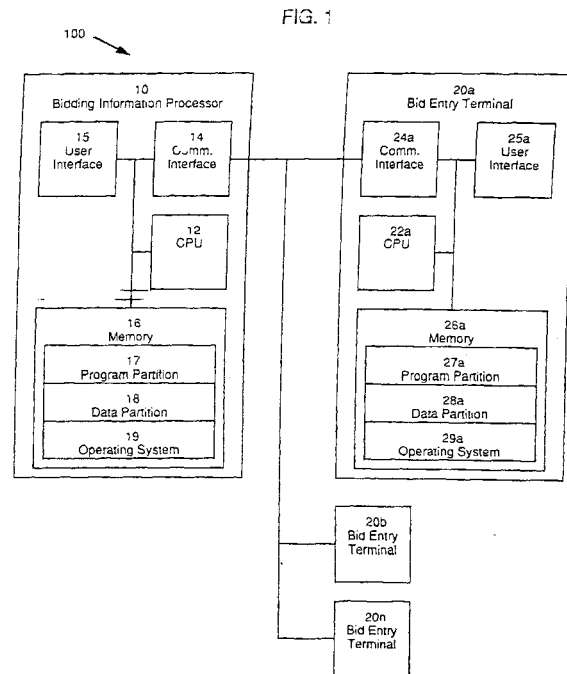 FIG. 1
100
10
Bidding Information Processor
15
User
Interface
14
Comm.
Interface
12
CPU
16
Memory
17
Program Partition
18
Data Partition
19
Operating System
20a
Bid Entry Terminal
24a
Comm.
Interface
25a
User
Interface
22a
CPU
26a
Memory
27a
Program Partition
28a
Data Partition
29a
Operating System
20b
Bid Entry
Terminal
20n
Bid Entry
Terminal